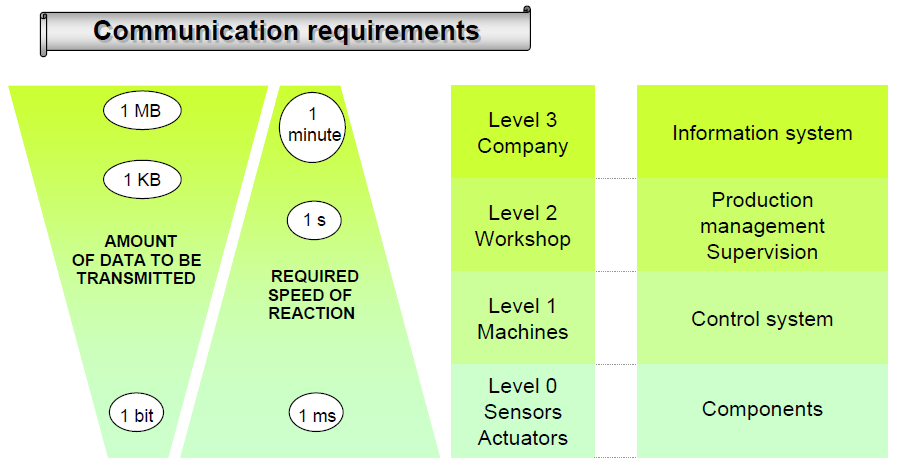 Communication requirements
1 MB
1 KB
AMOUNT
OF DATA TO BE
TRANSMITTED
1 bit
1
minute
1 s
REQUIRED
SPEED OF
REACTION
1 ms
Level 3
Company
Information system
Level 2
Workshop
Production
management
Supervision
Level 1
Machines
Control system
Level 0
Sensors
Actuators
Components